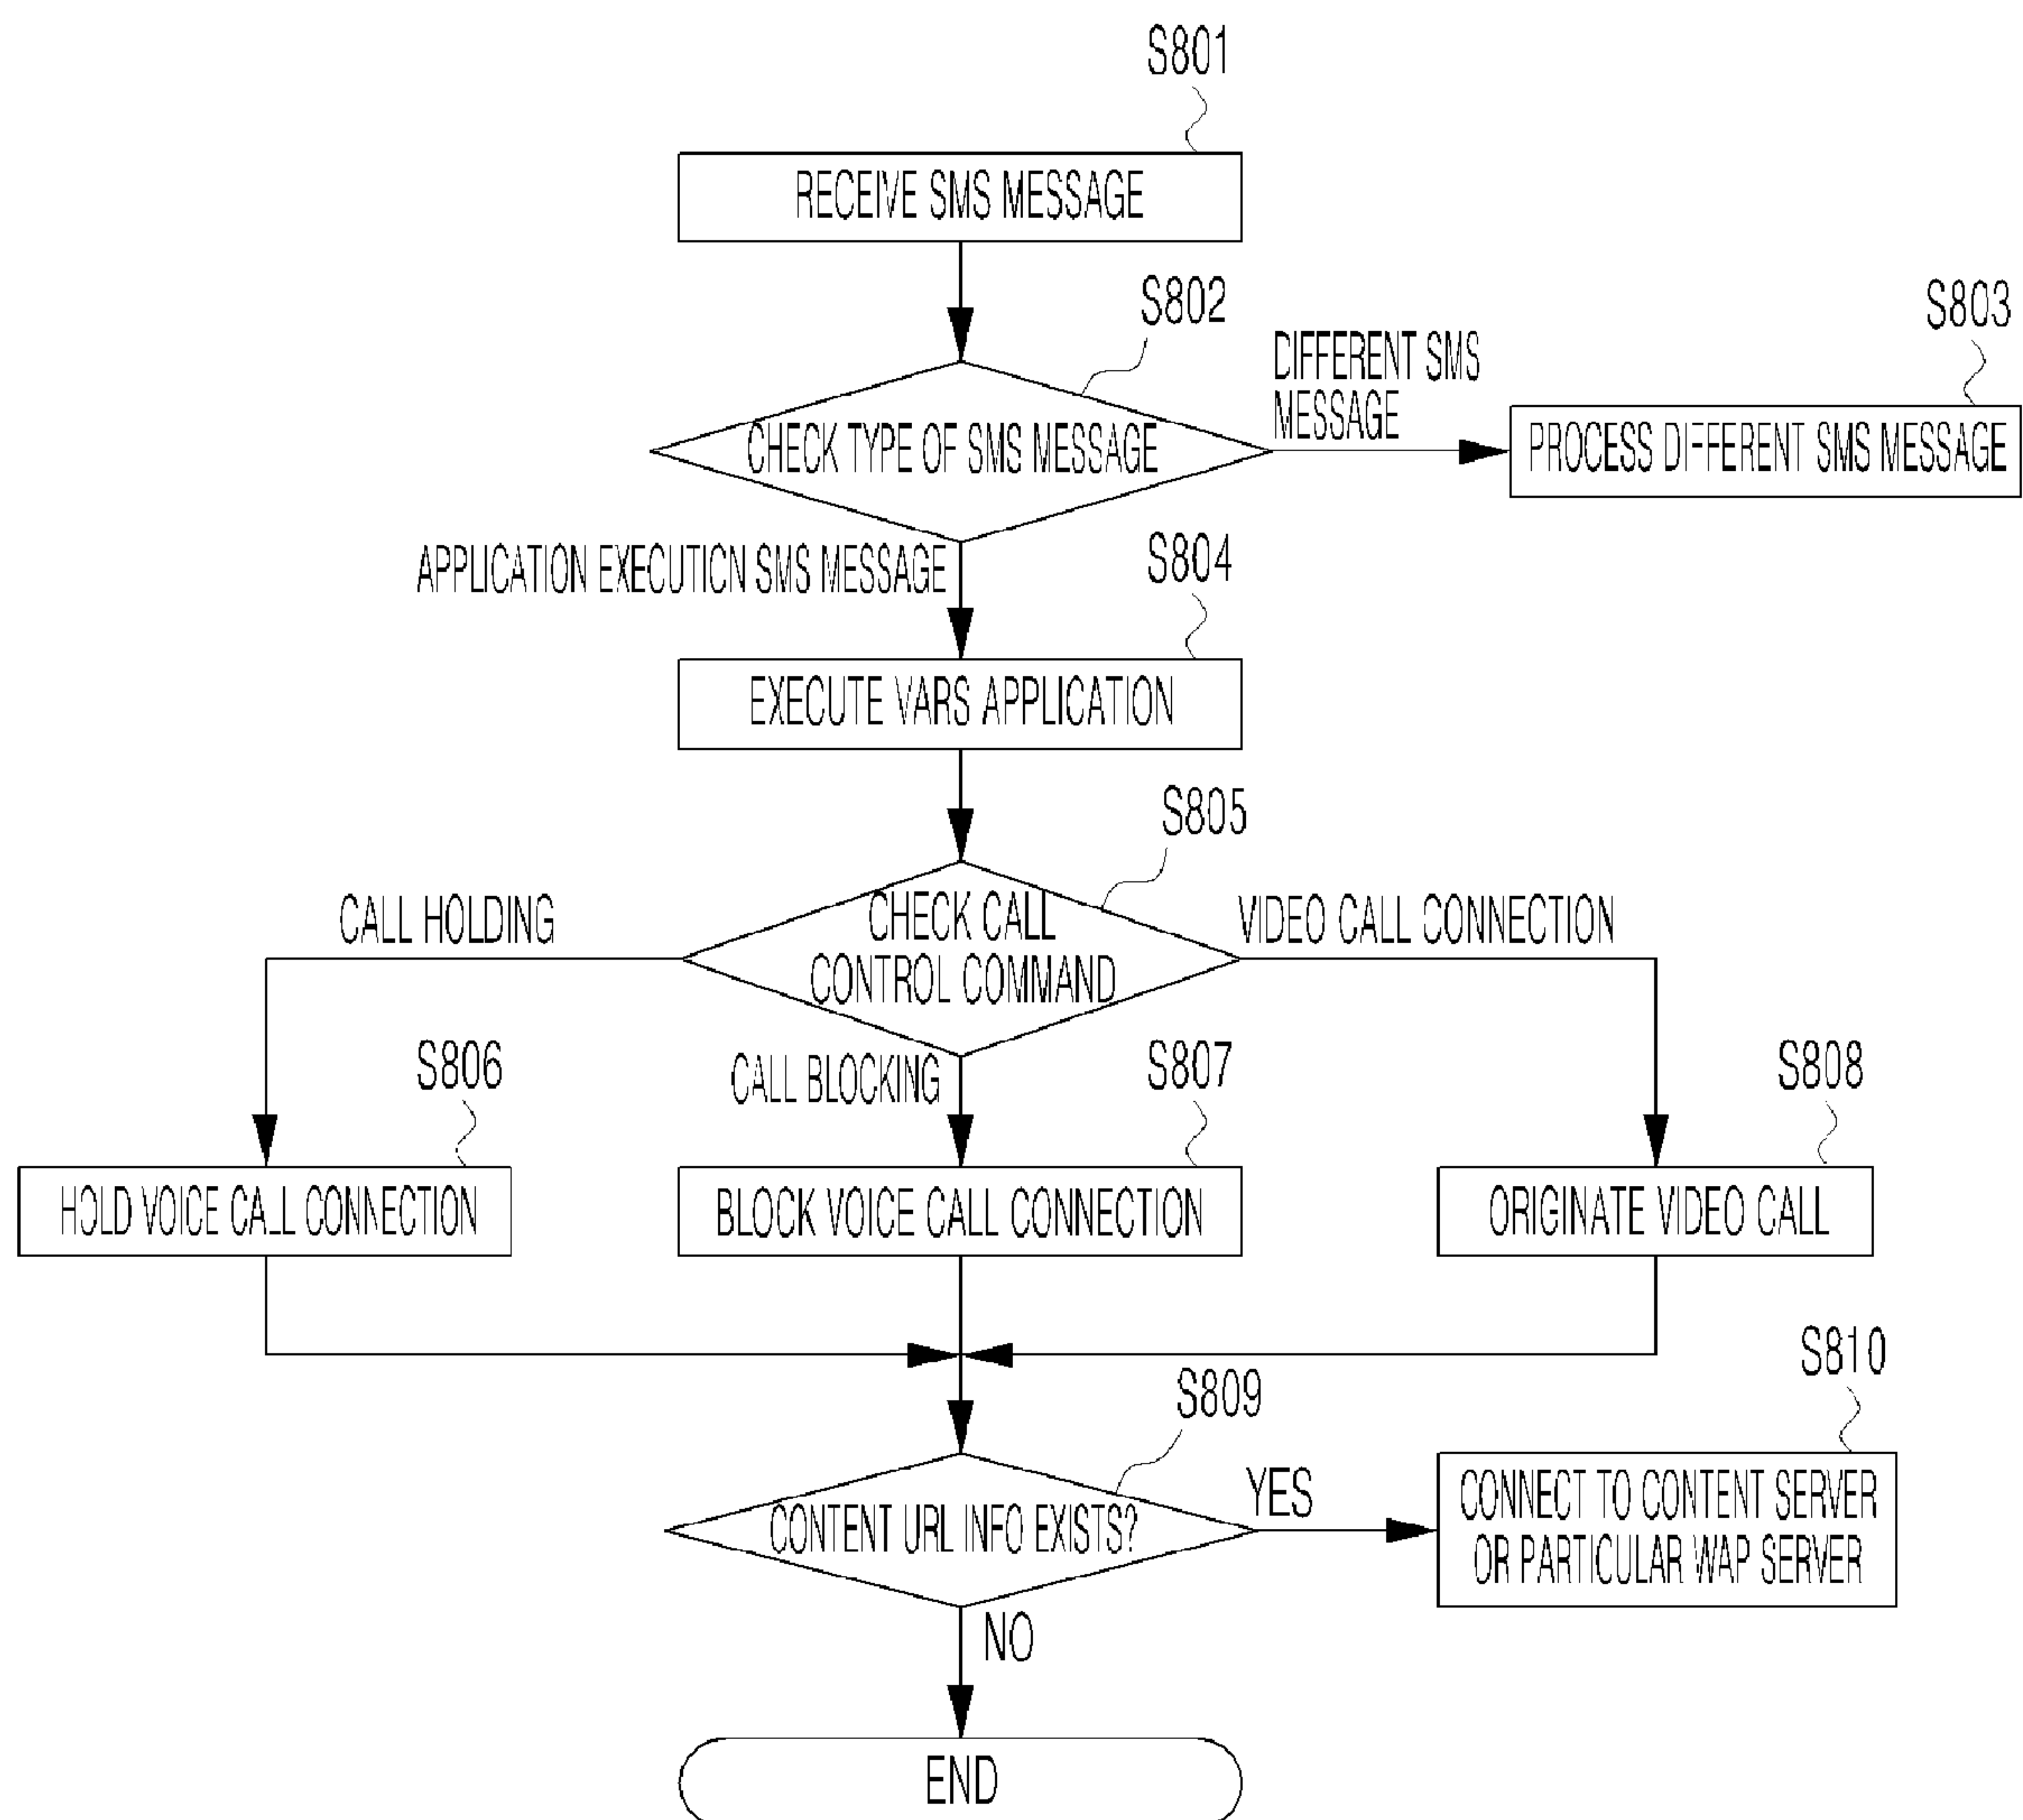 S801
RECEIVE SMS MESSAGE
S802
DIFFERENT SMS
MESSAGE
S803
CHECK TYPE OF SMS MESSAGE
PROCESS DIFFERENT SMS MESSAGE
APPLICATION EXECUTION SMS MESSAGE
S804
EXECUTE VARS APPLICATION
S805
CALL HOLDING
CHECK CALL
CONTROL COMMAND
VIDEO CALL CONNECTION
S806
CALL BLOCKING
S807
S808
HOLD VOICE CALL CONNECTION
BLOCK VOICE CALL CONNECTION
ORIGINATE VIDEO CALL
S809
S810
CONTENT URL INFO EXISTS?
YES
CONNECT TO CONTENT SERVER
OR PARTICULAR WAP SERVER
NO
END